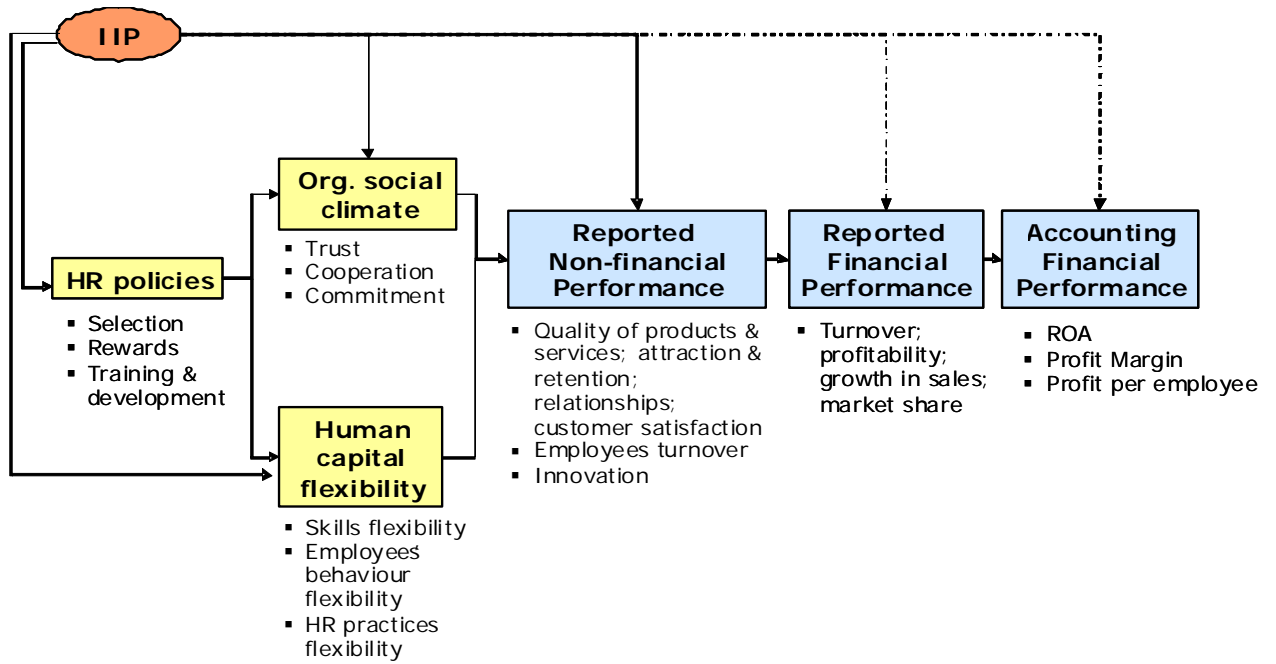 IIP
Org. social
climate
▪ Trust
▪ Cooperation
▪ Commitment
HR policies
▪ Selection
▪ Rewards
▪ Training &
development
Human
capital
flexibility
▪ Skills flexibility
▪ Employees'
behaviour
flexibility
▪ HR practices
flexibility
Reported
Non-financial
Performance
▪ Quality of products &
services; attraction &
retention;
relationships;
customer satisfaction
▪ Employees turnover
▪ Innovation
Reported
Financial
Performance
▪ Turnover;
profitability;
growth in sales;
market share
Accounting
Financial
Performance
▪ ROA
▪ Profit Margin
▪ Profit per employee